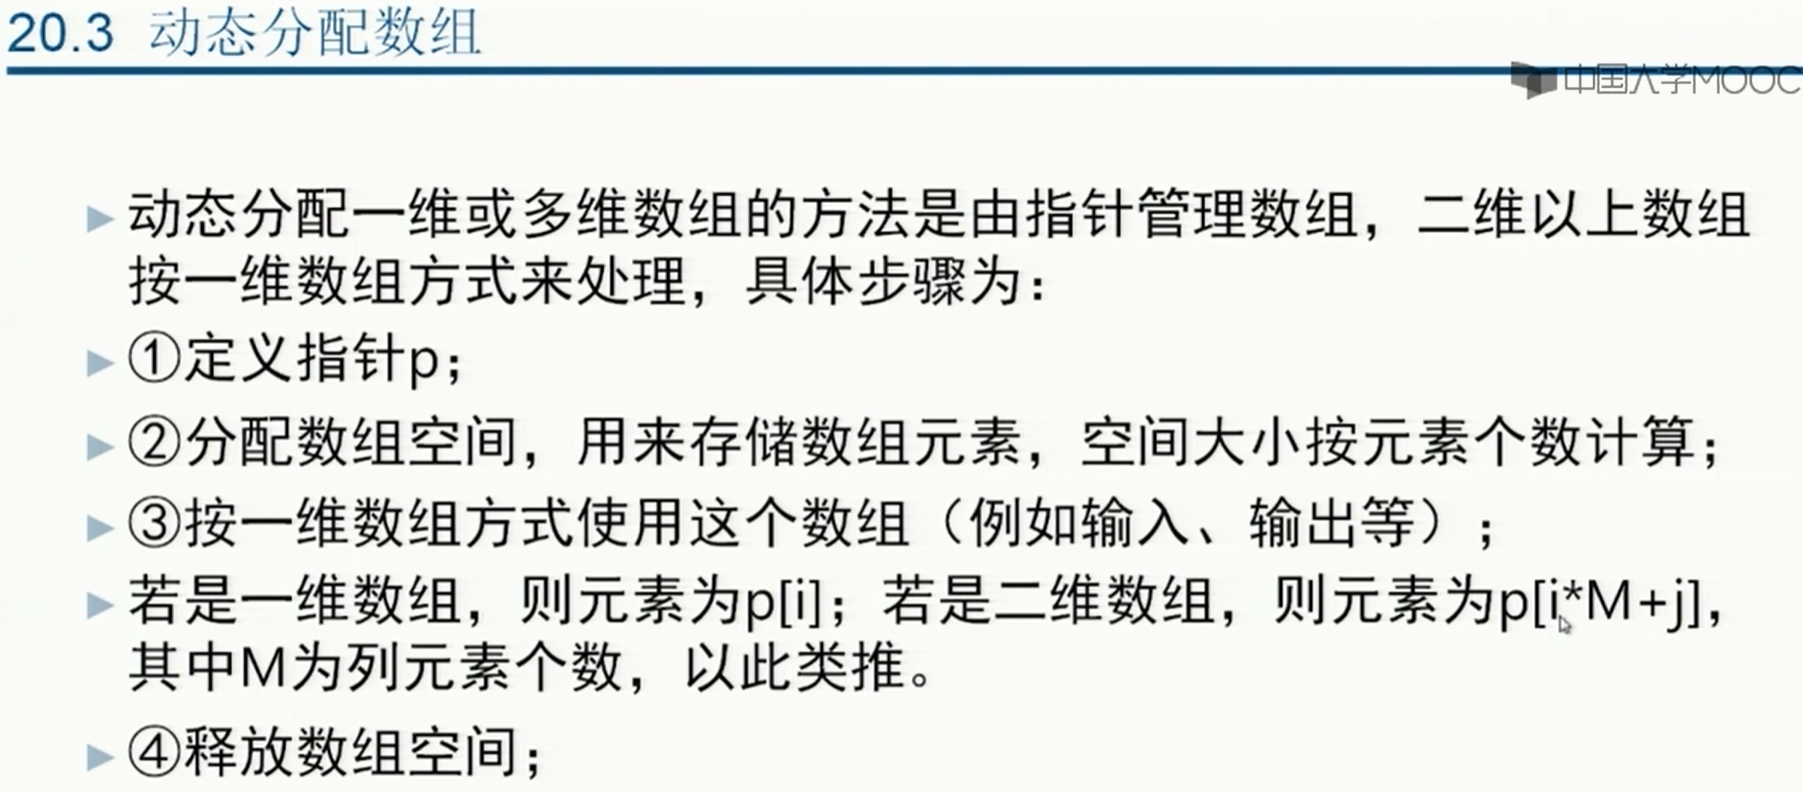 20.3 动态分配数组
中国大学MOOC
动态分配一维或多维数组的方法是由指针管理数组，二维以上数组
按一维数组方式来处理，具体步骤为：
①定义指针p；
②分配数组空间，用来存储数组元素，空间大小按元素个数计算；
③按一维数组方式使用这个数组（例如输入、输出等）；
若是一维数组，则元素为p[i]；若是二维数组，则元素为p[i*M+j]，
其中M为列元素个数，以此类推。
④释放数组空间；